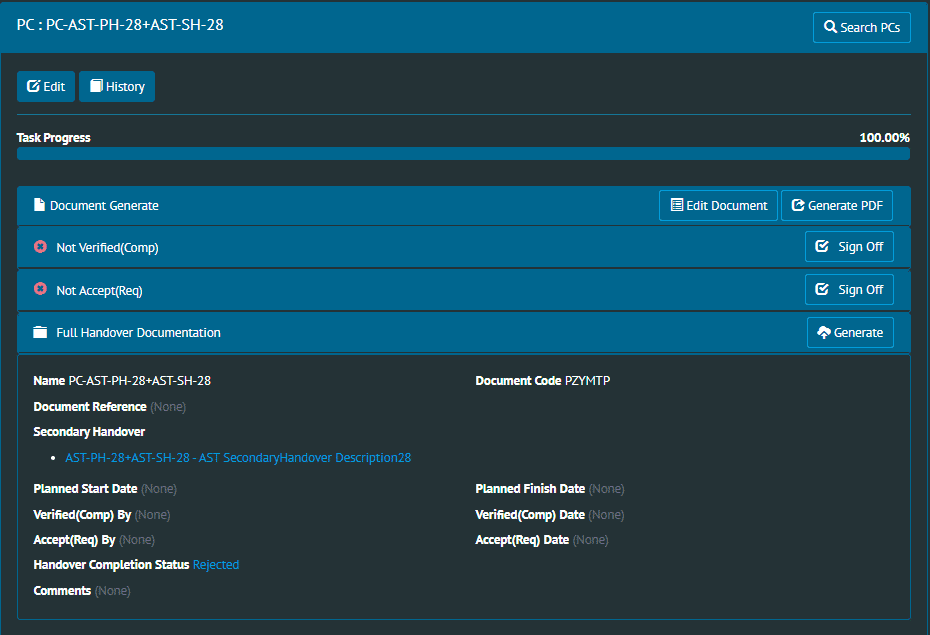 PC : PC-AST-PH-28+AST-SH-28
Search PCs
Edit
History
Task Progress
100.00%
Document Generate
Edit Document
Generate PDF
Not Verified(Comp)
Sign Off
Not Accept(Req)
Sign Off
Full Handover Documentation
Generate
Name PC-AST-PH-28+AST-SH-28
Document Code PZYMTP
Document Reference (None)
Secondary Handover
AST-PH-28+AST-SH-28 - AST SecondaryHandover Description28
Planned Start Date (None)
Planned Finish Date (None)
Verified(Comp) By (None)
Verified(Comp) Date (None)
Accept(Req) By (None)
Accept(Req) Date (None)
Handover Completion Status Rejected
Comments (None)